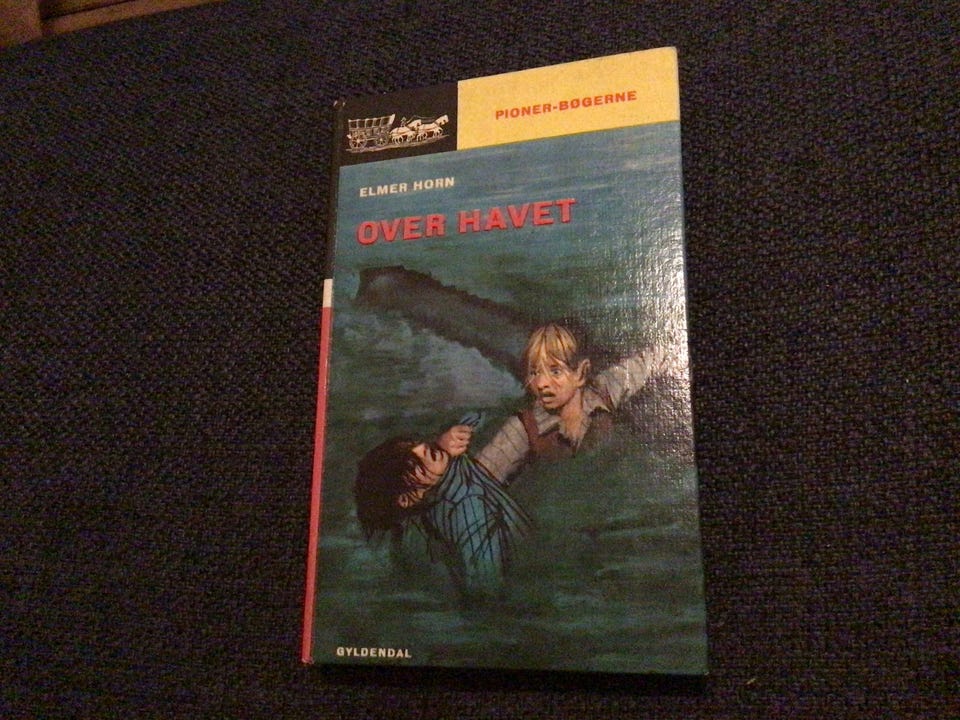 PIONER-BØGERNE
ELMER HORN
OVER HAVET
GYLDENDAL